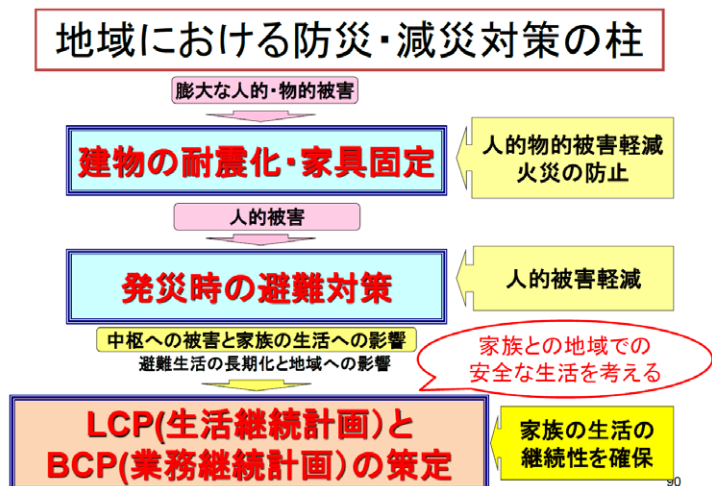 地域における防災・減災対策の柱
膨大な人的・物的被害
建物の耐震化・家具固定
人的物的被害軽減
火災の防止
人的被害
発災時の避難対策
人的被害軽減
中枢への被害と家族の生活への影響
避難生活の長期化と地域への影響
家族との地域での
安全な生活を考える
LCP(生活継続計画)と
BCP(業務継続計画)の策定
家族の生活の
継続性を確保
90